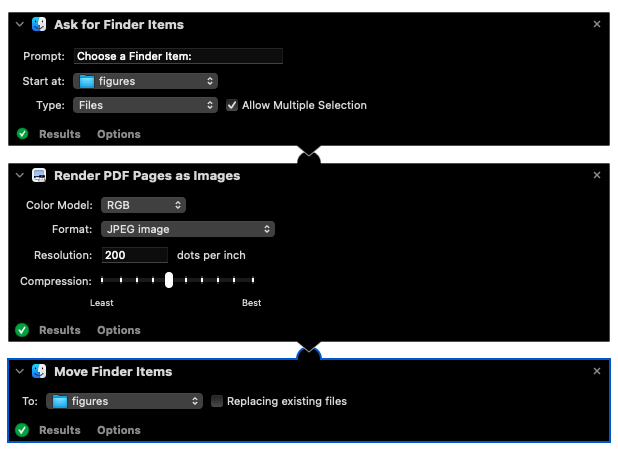 Ask for Finder Items
Prompt: Choose a Finder Item:
Start at: figures
Type: Files Allow Multiple Selection
Results Options
Render PDF Pages as Images
Color Model: RGB
Format: JPEG image
Resolution: 200 dots per inch
Compression:
Least Best
Results Options
Move Finder Items
To: figures Replacing existing files
Results Options